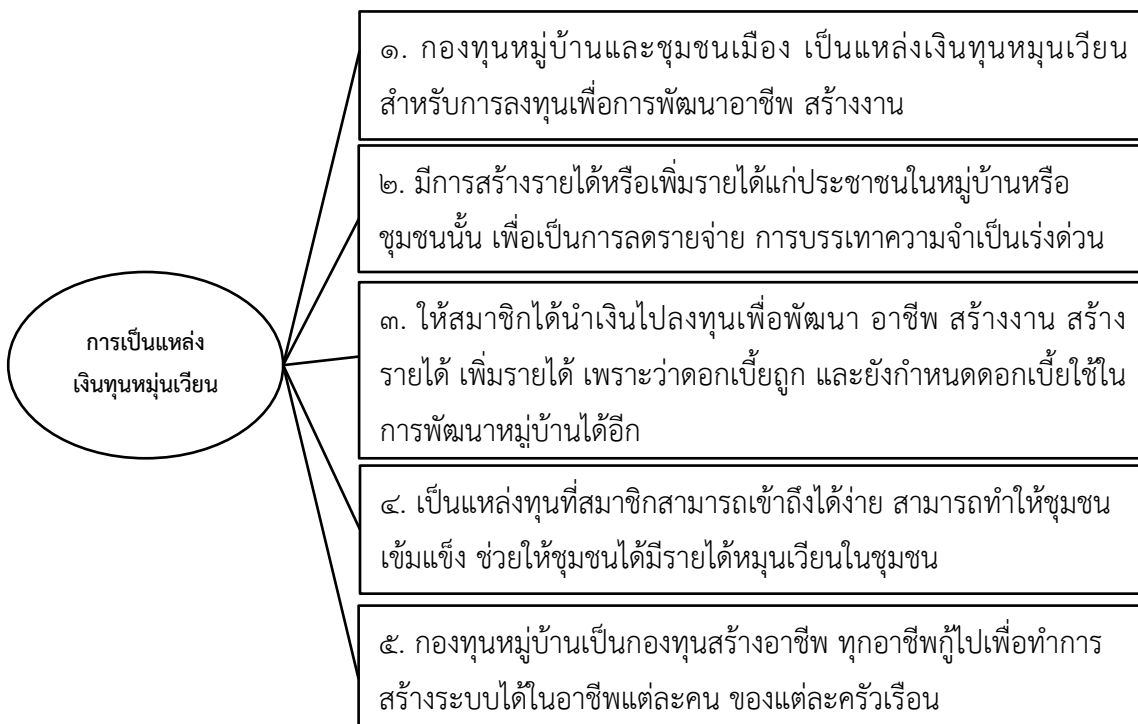 ๑. กองทุนหมู่บ้านและชุมชนเมือง เป็นแหล่งเงินทุนหมุนเวียน
สำหรับการลงทุนเพื่อการพัฒนาอาชีพ สร้างงาน
๒. มีการสร้างรายได้หรือเพิ่มรายได้แก่ประชาชนในหมู่บ้านหรือ
ชุมชนนั้น เพื่อเป็นการลดรายจ่าย การบรรเทาความจำเป็นเร่งด่วน
การเป็นแหล่ง
เงินทุนหมุ่นเวียน
๓. ให้สมาชิกได้นำเงินไปลงทุนเพื่อพัฒนา อาชีพ สร้างงาน สร้าง
รายได้ เพิ่มรายได้ เพราะว่าดอกเบี้ยถูก และยังกำหนดดอกเบี้ยใช้ใน
การพัฒนาหมู่บ้านได้อีก
๔. เป็นแหล่งทุนที่สมาชิกสามารถเข้าถึงได้ง่าย สามารถทำให้ชุมชน
เข้มแข็ง ช่วยให้ชุมชนได้มีรายได้หมุนเวียนในชุมชน
๕. กองทุนหมู่บ้านเป็นกองทุนสร้างอาชีพ ทุกอาชีพกู้ไปเพื่อทำการ
สร้างระบบได้ในอาชีพแต่ละคน ของแต่ละครัวเรือน